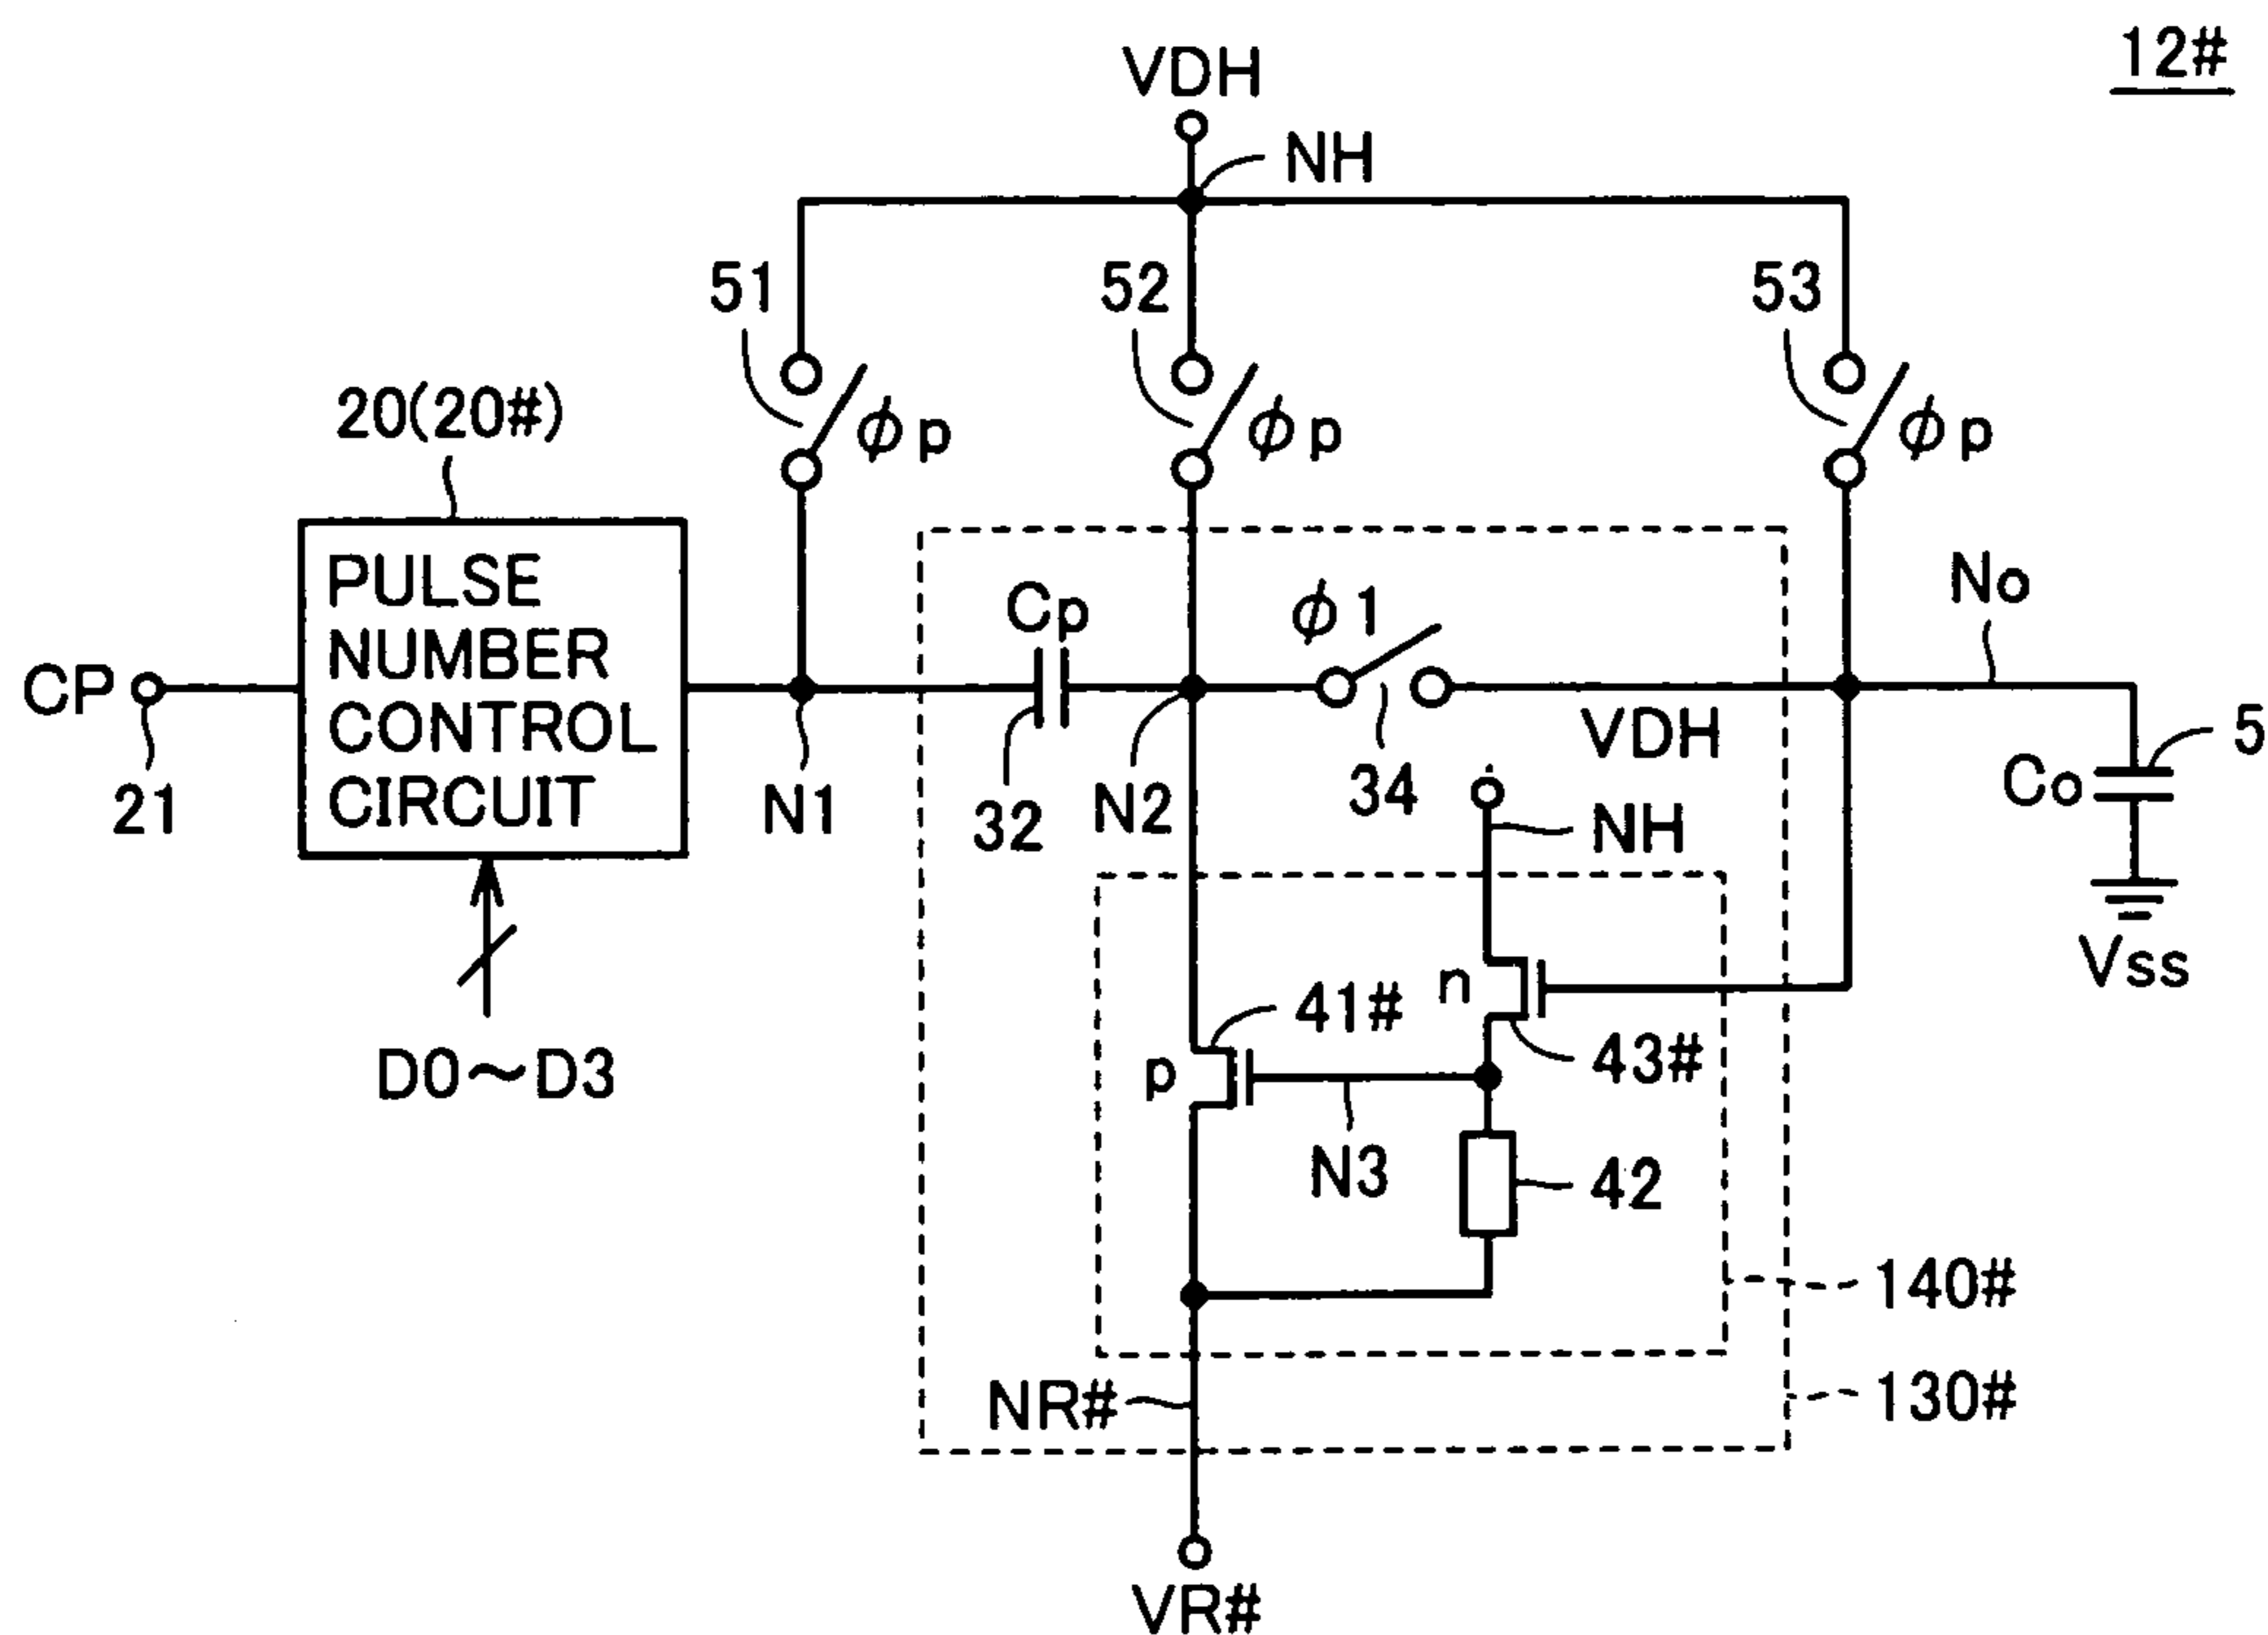 12#
VDH
NH
51
52
53
ϕp
ϕp
ϕp
20(20#)
PULSE
NUMBER
CONTROL
CIRCUIT
CP
21
D0~D3
N1
Cp
32
N2
ϕ1
34
VDH
NH
No
5
Co
Vss
n
43#
41#
p
N3
42
140#
130#
NR#
VR#